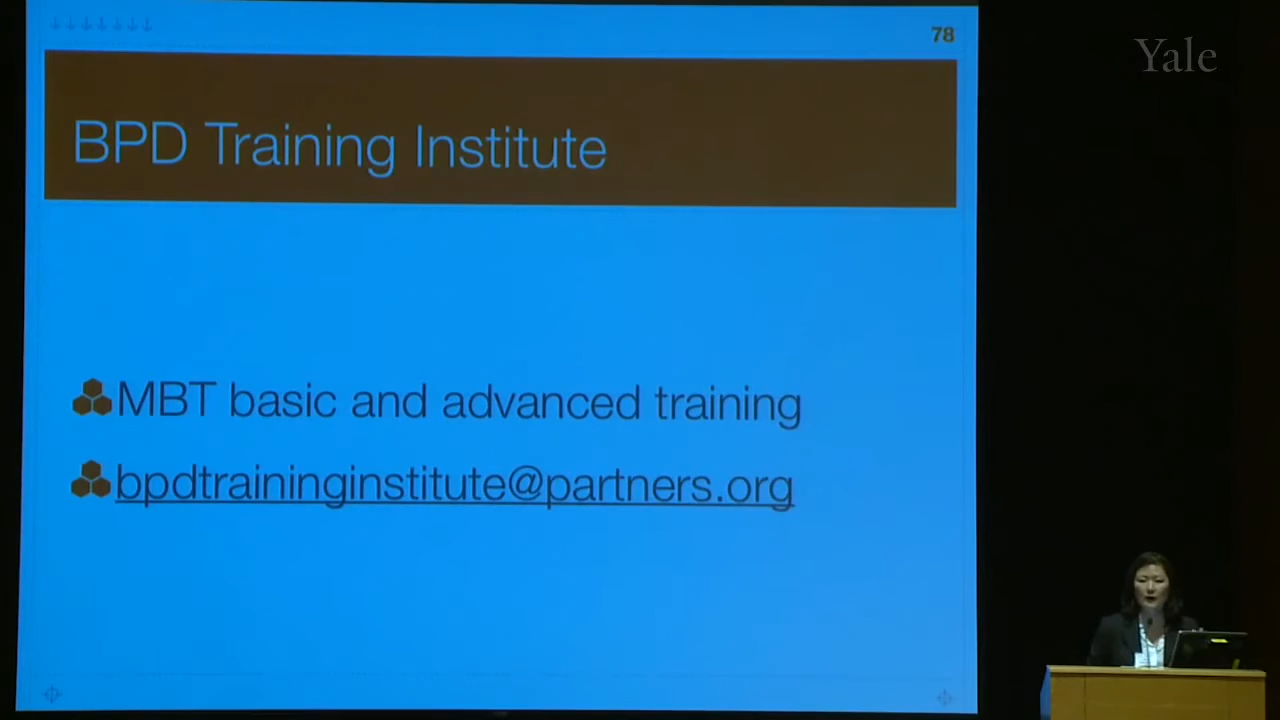 78
Yale
BPD Training Institute
MBT basic and advanced training
bpdtraininginstitute@partners.org